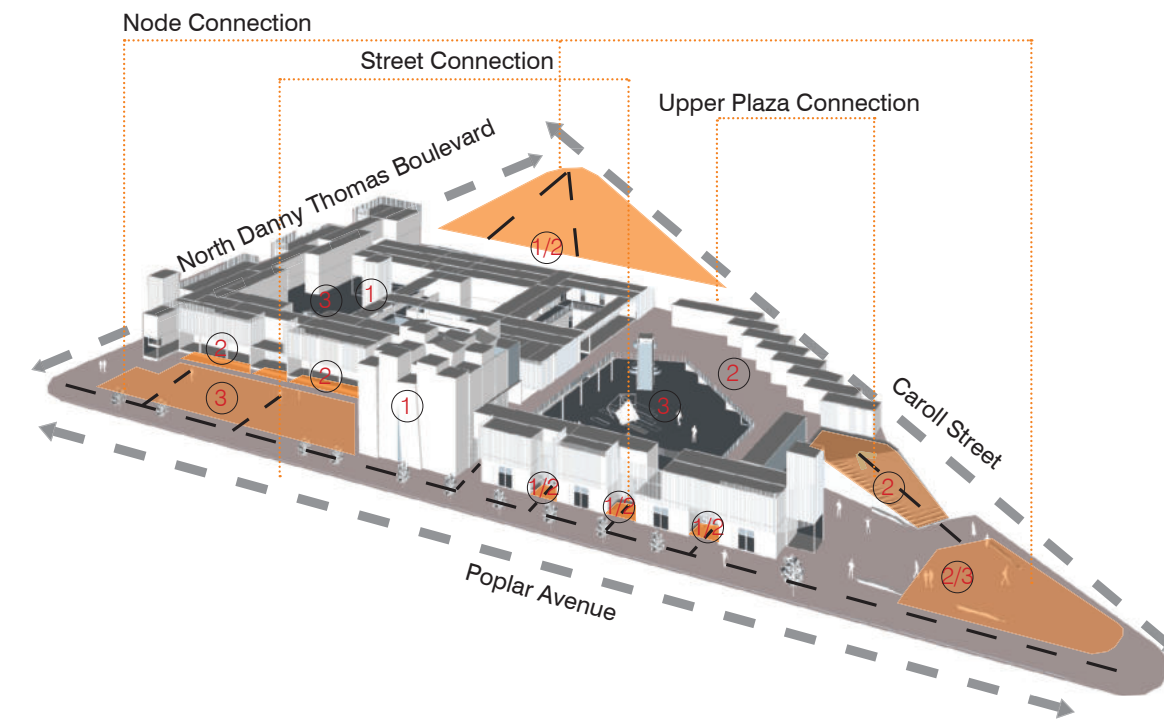 Node Connection
Street Connection
Upper Plaza Connection
North Danny Thomas Boulevard
1/2
3
1
2
2
2
3
1
3
Caroll Street
2
1/2
1/2
1/2
2/3
Poplar Avenue